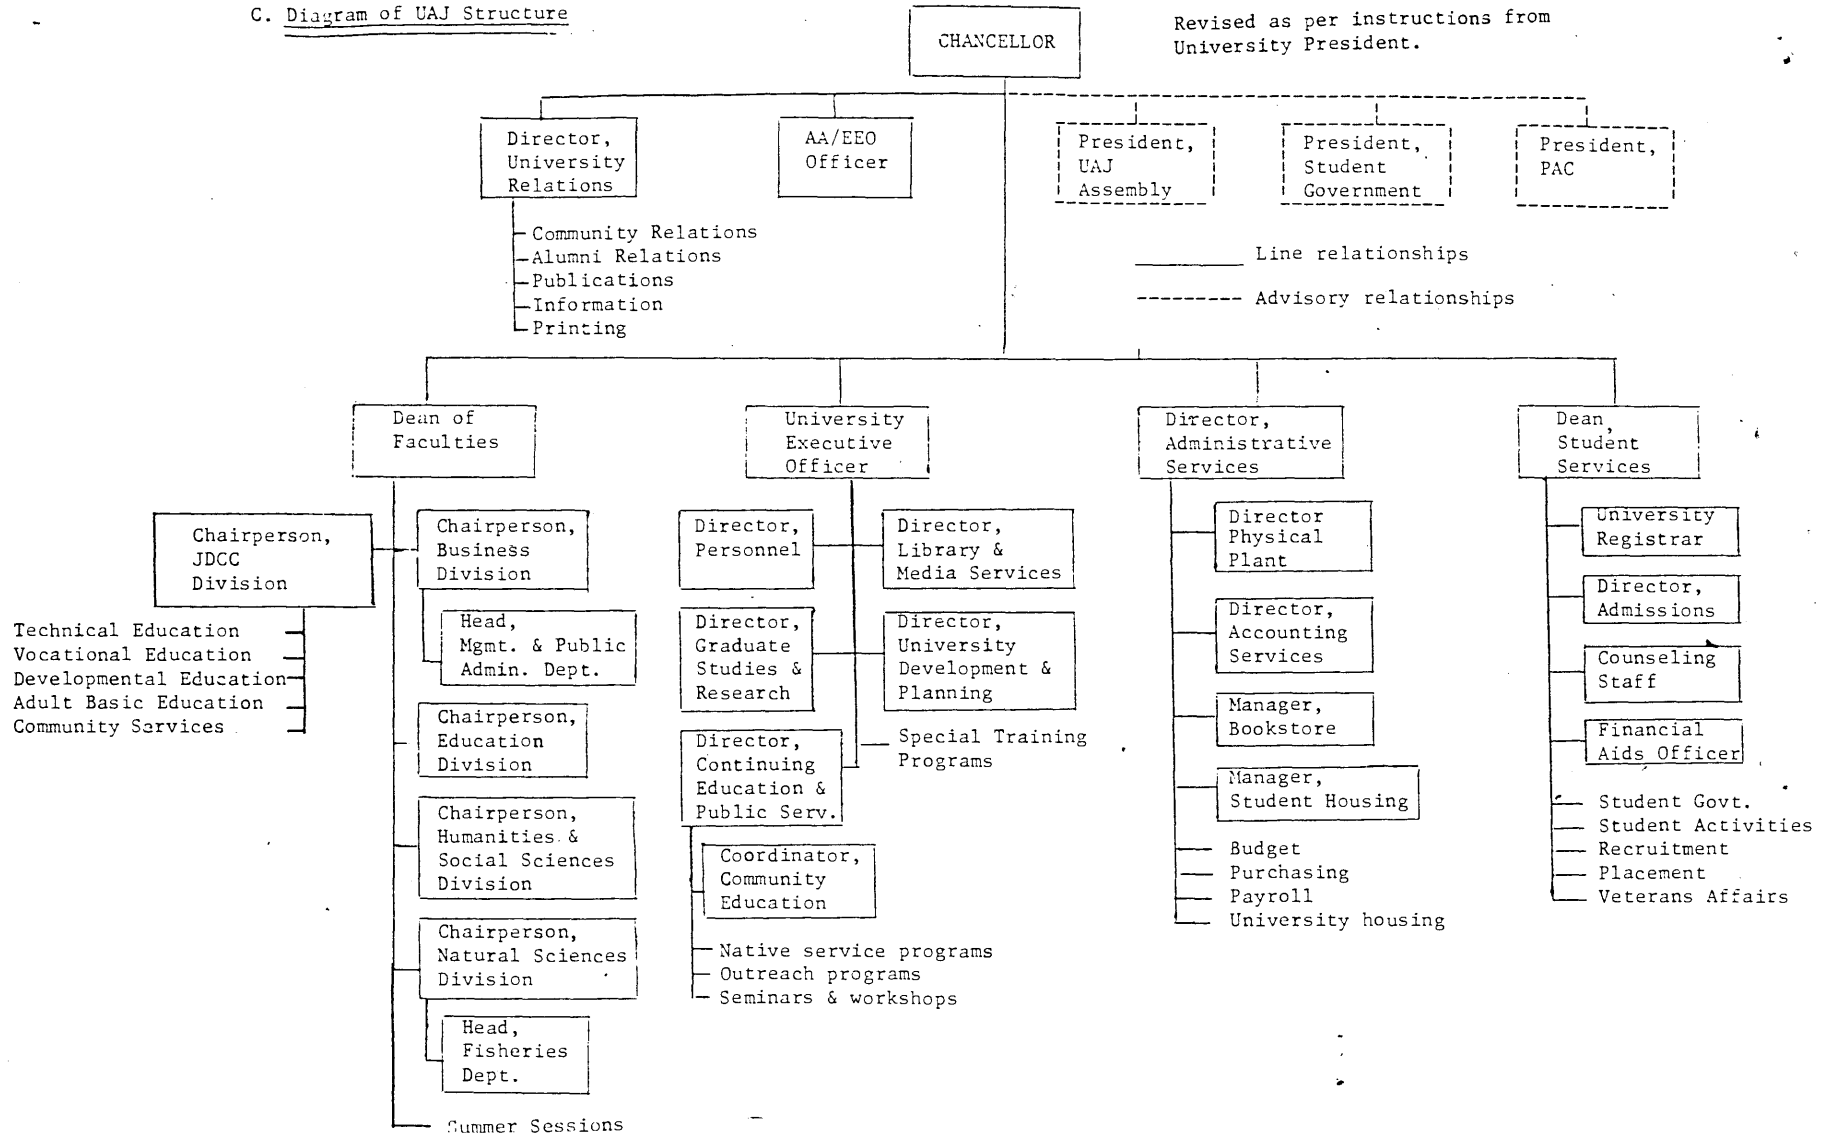 C. Diagram of UAJ Structure
CHANCELLOR
Revised as per instructions from
University President.
Director,
University
Relations
AA/EEO
Officer
President,
UAJ
Assembly
President,
Student
Government
President,
PAC
Community Relations
Alumni Relations
Publications
Information
Printing
Line relationships
Advisory relationships
Dean of
Faculties
University
Executive
Officer
Director,
Administrative
Services
Dean,
Student
Services
Chairperson,
JDCC
Division
Technical Education
Vocational Education
Developmental Education
Adult Basic Education
Community Services
Chairperson,
Business
Division
Head,
Mgmt. & Public
Admin. Dept.
Chairperson,
Education
Division
Chairperson,
Humanities &
Social Sciences
Division
Chairperson,
Natural Sciences
Division
Head,
Fisheries
Dept.
Summer Sessions
Director,
Personnel
Director,
Library &
Media Services
Director,
Graduate
Studies &
Research
Director,
University
Development &
Planning
Director,
Continuing
Education &
Public Serv.
Special Training
Programs
Coordinator,
Community
Education
Native service programs
Outreach programs
Seminars & workshops
Director
Physical
Plant
Director,
Accounting
Services
Manager,
Bookstore
Manager,
Student Housing
Budget
Purchasing
Payroll
University housing
University
Registrar
Director,
Admissions
Counseling
Staff
Financial
Aids Officer
Student Govt.
Student Activities
Recruitment
Placement
Veterans Affairs